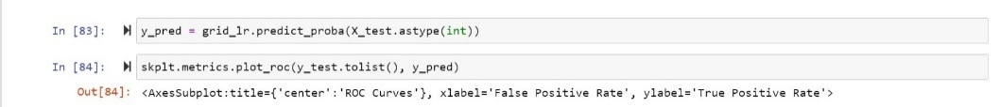 In [83]: y_pred = grid_lr.predict_proba(X_test.astype(int))
In [84]: skplt.metrics.plot_roc(y_test.tolist(), y_pred)
Out[84]: <AxesSubplot:title={'center':'ROC Curves'}, xlabel='False Positive Rate', ylabel='True Positive Rate'>